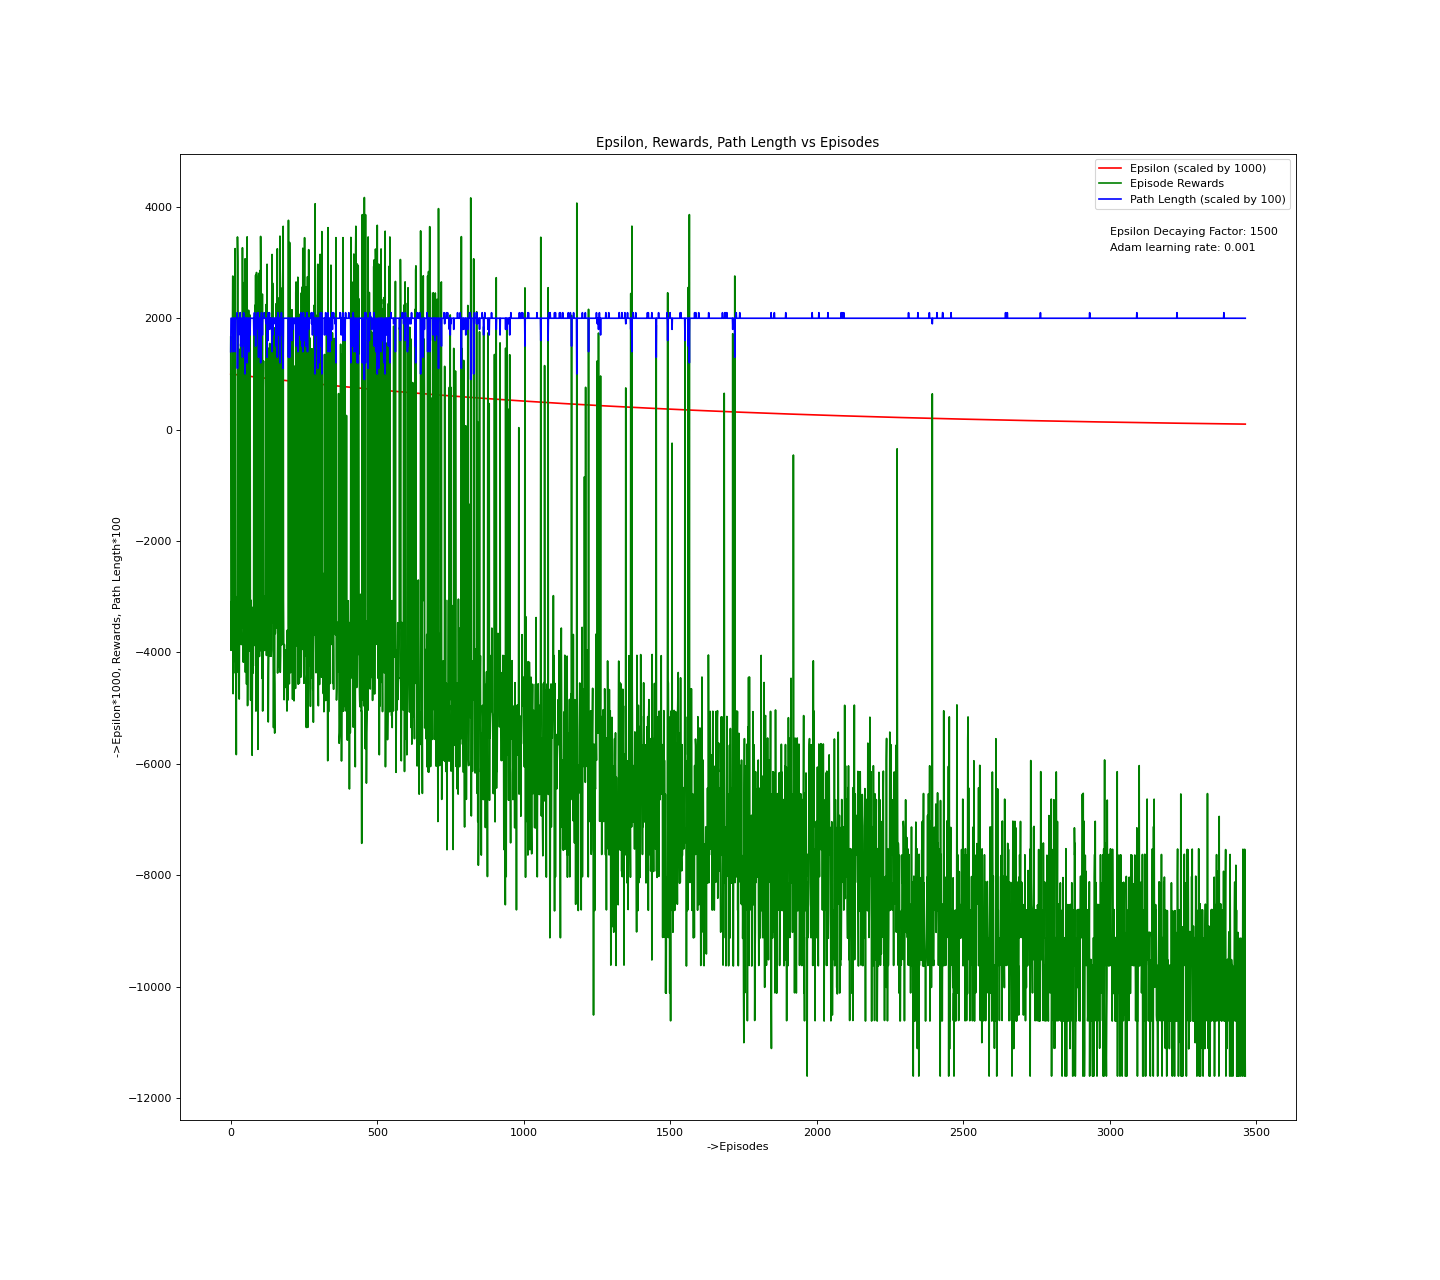 Epsilon, Rewards, Path Length vs Episodes
Epsilon (scaled by 1000)
Episode Rewards
Path Length (scaled by 100)
Epsilon Decaying Factor: 1500
Adam learning rate: 0.001
4000
2000
0
−2000
−4000
−6000
−8000
−10000
−12000
->Epsilon*1000, Rewards, Path Length*100
0
500
1000
1500
2000
2500
3000
3500
->Episodes